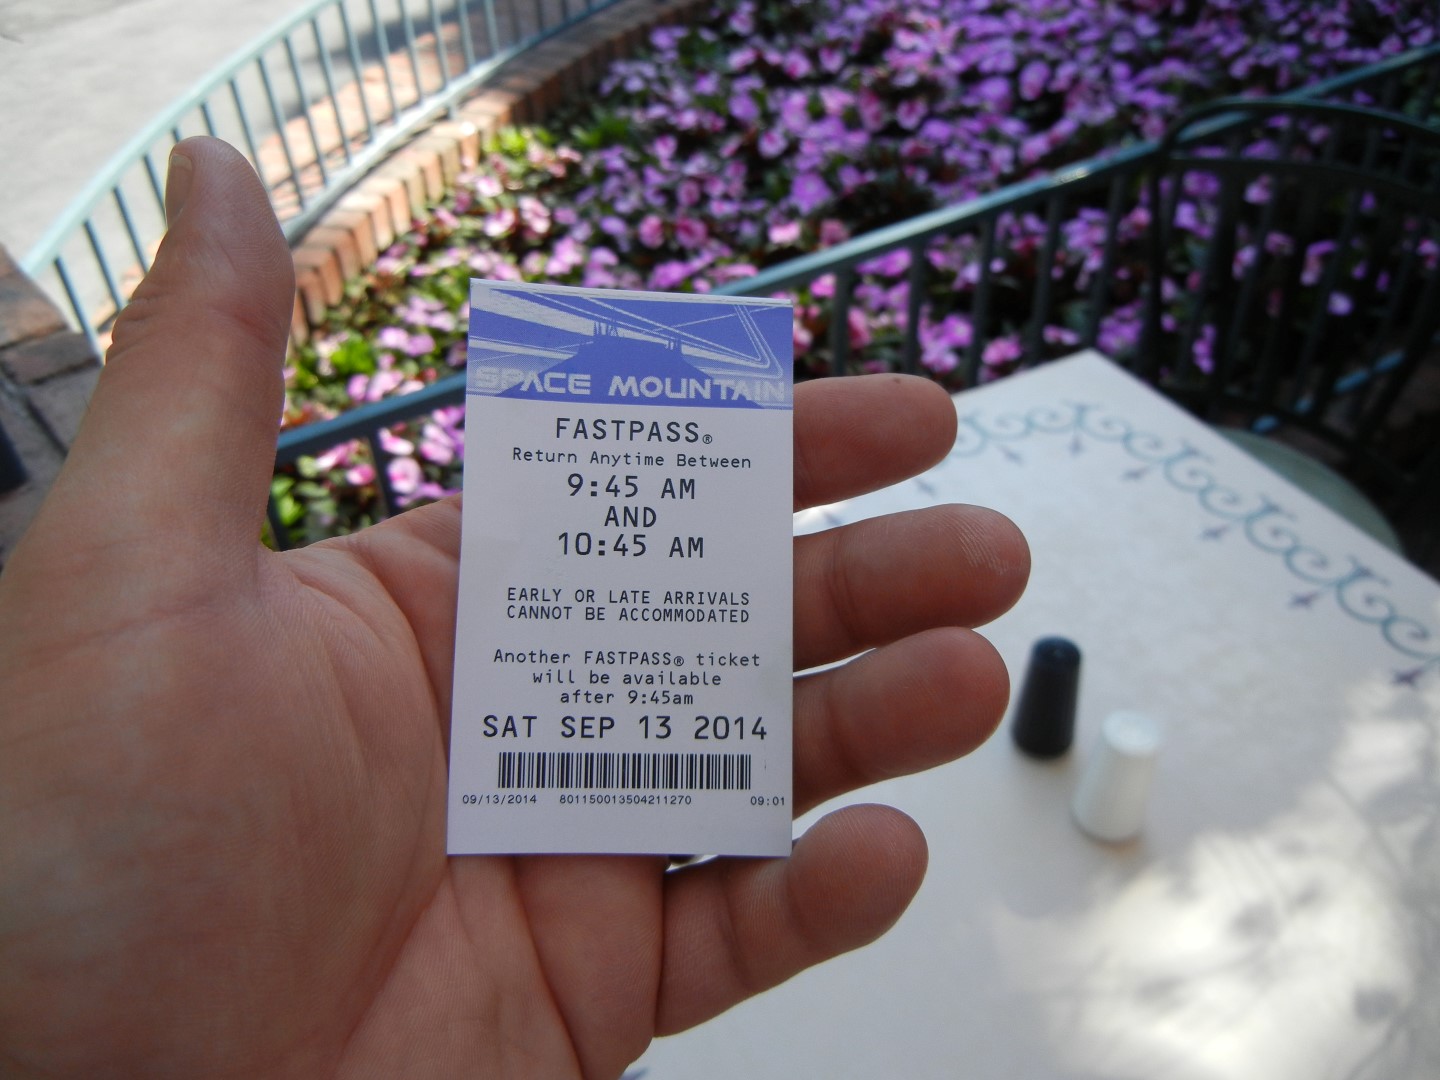 SPACE MOUNTAIN
FASTPASS®
Return Anytime Between
9:45 AM
AND
10:45 AM
EARLY OR LATE ARRIVALS
CANNOT BE ACCOMMODATED
Another FASTPASS® ticket
will be available
after 9:45am
SAT SEP 13 2014
09/13/2014 801150013504211270 09:01